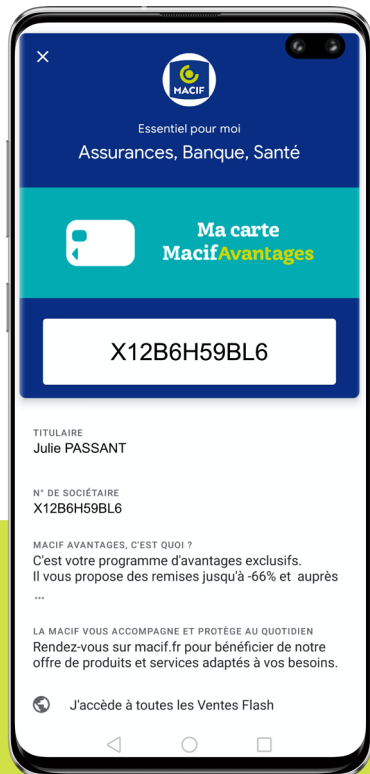 MACIF
Essentiel pour moi
Assurances, Banque, Santé
Ma carte
MacifAvantages
X12B6H59BL6
TITULAIRE
Julie PASSANT
N° DE SOCIÉTAIRE
X12B6H59BL6
MACIF AVANTAGES, C'EST QUOI ?
C'est votre programme d'avantages exclusifs.
Il vous propose des remises jusqu'à -66% et auprès
...
LA MACIF VOUS ACCOMPAGNE ET PROTÈGE AU QUOTIDIEN
Rendez-vous sur macif.fr pour bénéficier de notre
offre de produits et services adaptés à vos besoins.
J'accède à toutes les Ventes Flash